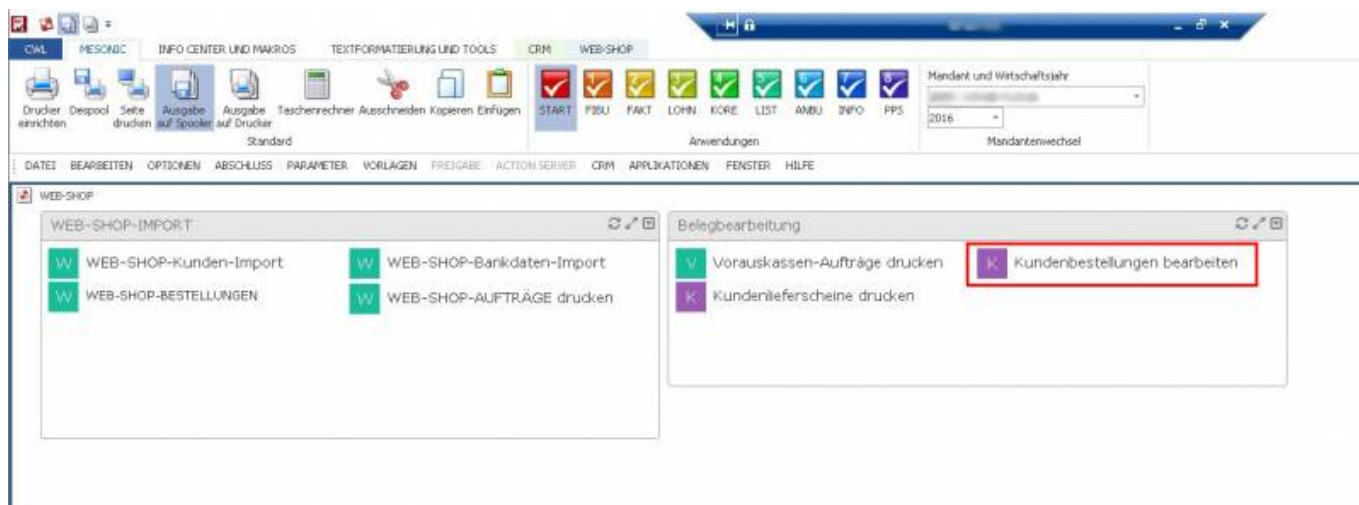 CWL MESONIC INFO CENTER UND MAKROS TEXTFORMATIERUNG UND TOOLS CRM WEB-SHOP
Drucker einrichten Despool Seite drucken Ausgabe auf Spooler Ausgabe auf Drucker Taschenrechner Ausschneiden Kopieren Einfügen
START FIBU FAKT LOHN KORE LIST ANBU INFO PPS
Mandant und Wirtschaftsjahr
2016
Standard Anwendungen Mandantenwechsel
DATEI BEARBEITEN OPTIONEN ABSCHLUSS PARAMETER VORLAGEN FREIGABE ACTION SERVER CRM APPLIKATIONEN FENSTER HILFE
WEB-SHOP
WEB-SHOP-IMPORT
W WEB-SHOP-Kunden-Import W WEB-SHOP-Bankdaten-Import
W WEB-SHOP-BESTELLUNGEN W WEB-SHOP-AUFTRÄGE drucken
Belegbearbeitung
V Vorauskassen-Aufträge drucken K Kundenbestellungen bearbeiten
K Kundenlieferscheine drucken